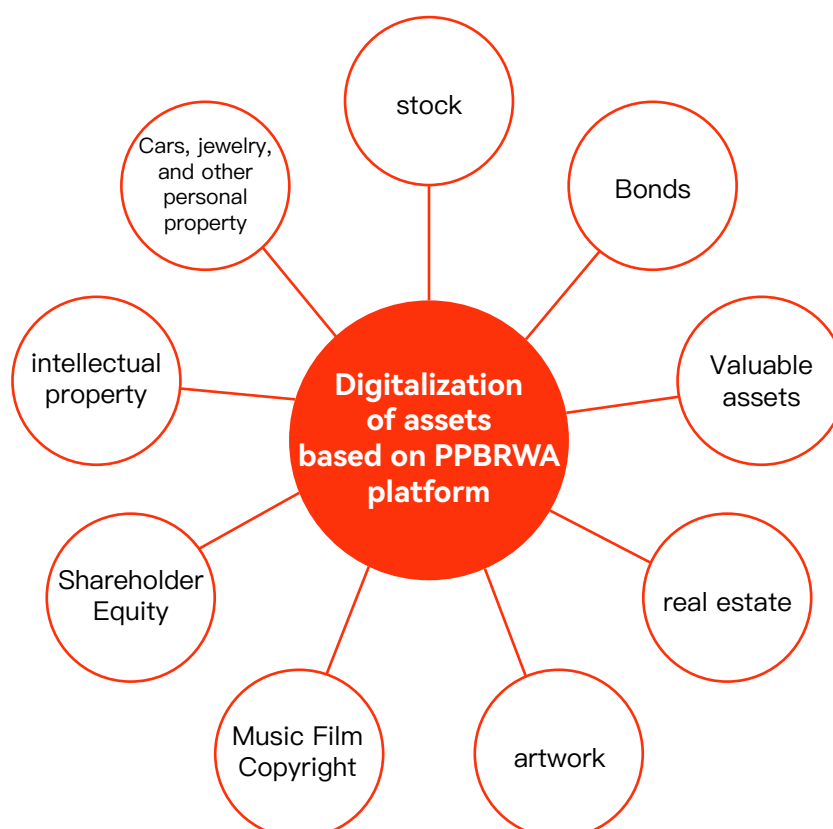 stock
Bonds
Valuable
assets
real estate
artwork
Music Film
Copyright
Shareholder
Equity
intellectual
property
Cars, jewelry,
and other
personal
property
Digitalization
of assets
based on PPBRWA
platform